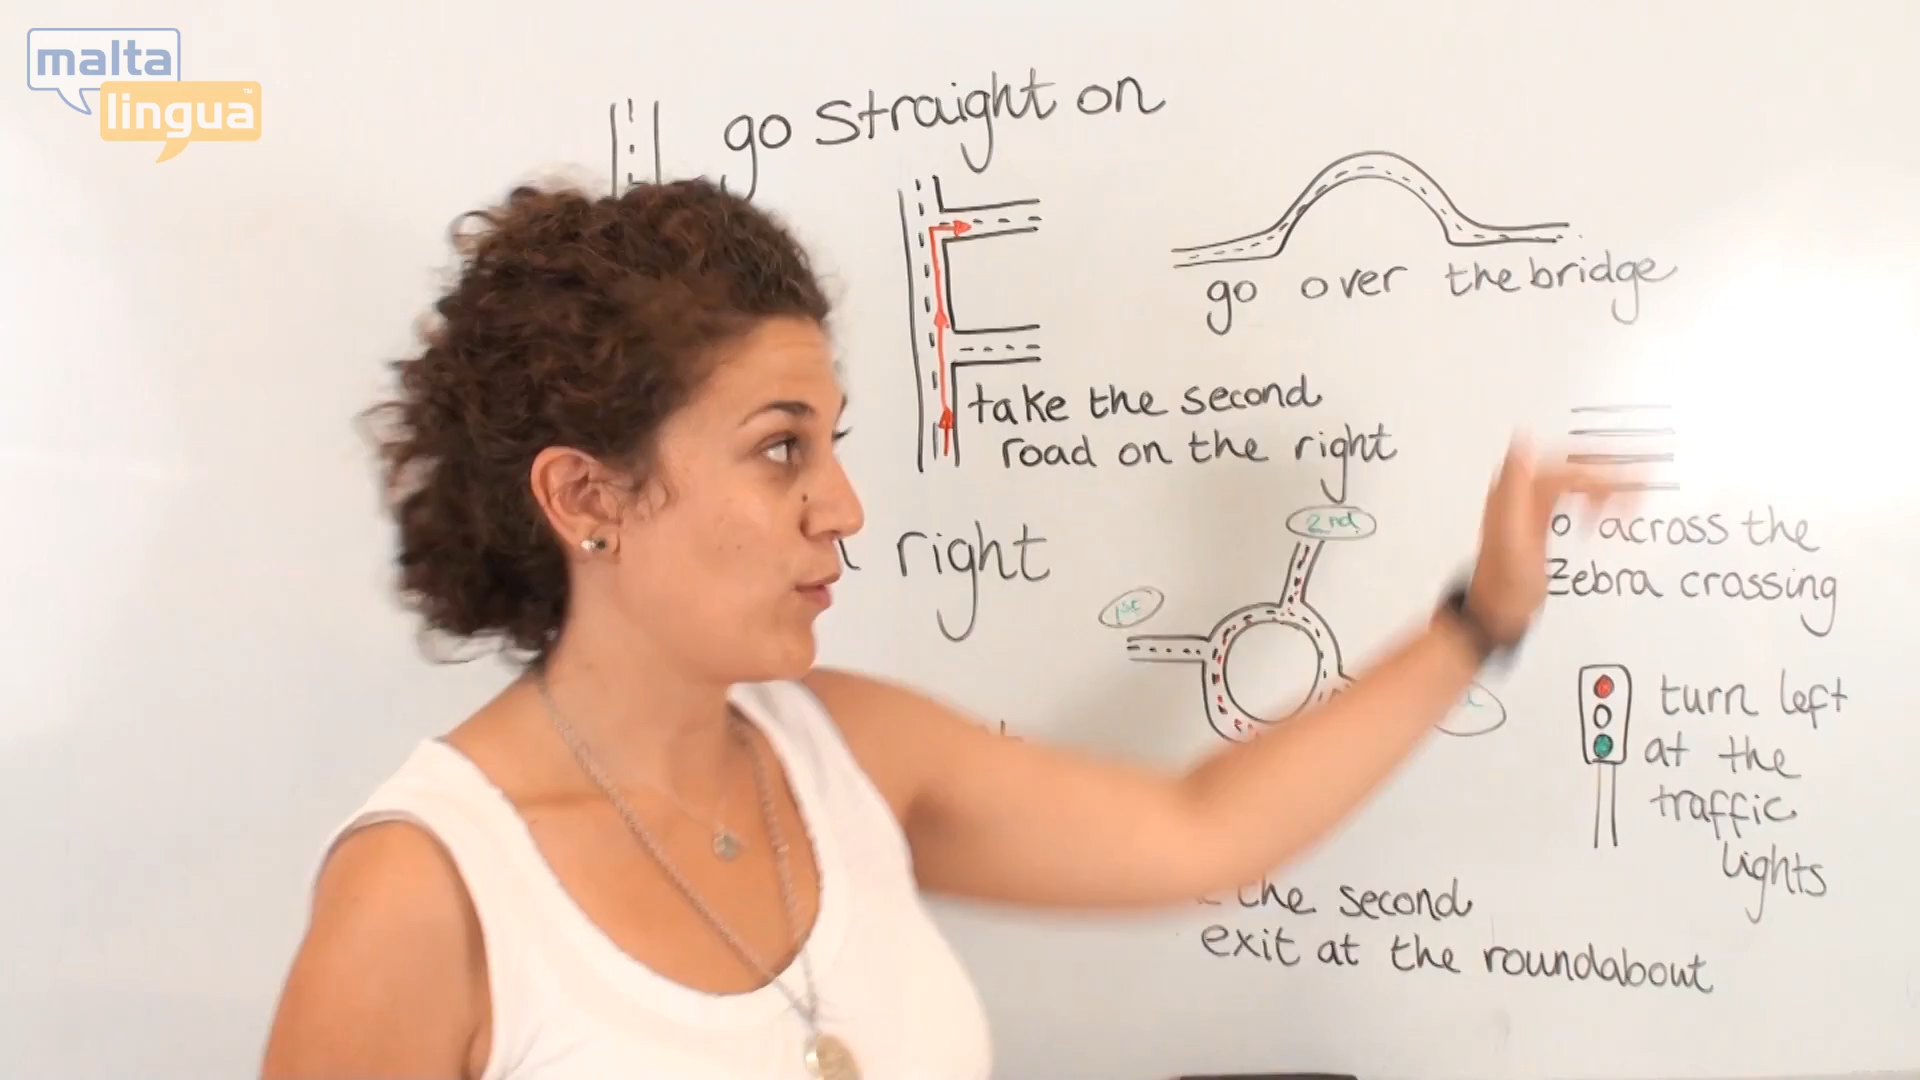 malta
lingua™
go straight on
go over the bridge
take the second
road on the right
2nd
right
1st
across the
Zebra crossing
turn left
at the
traffic
lights
the second
exit at the roundabout